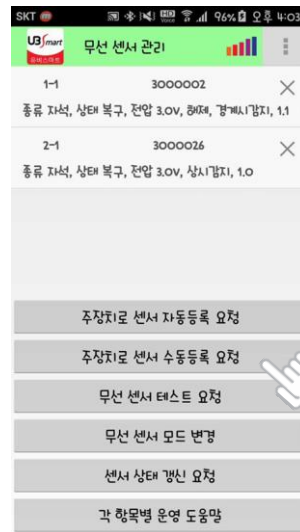 SKT 96% 오후 4:03
U3Smart 무선 센서 관리
유비스마트
1-1 3000002
종류 자석, 상태 복구, 전압 3.0V, 해제, 경계시감지, 1.1
2-1 3000026
종류 자석, 상태 복구, 전압 3.0V, 상시감지, 1.0
주장치로 센서 자동등록 요청
주장치로 센서 수동등록 요청
무선 센서 테스트 요청
무선 센서 모드 변경
센서 상태 갱신 요청
각 항목별 운영 도움말